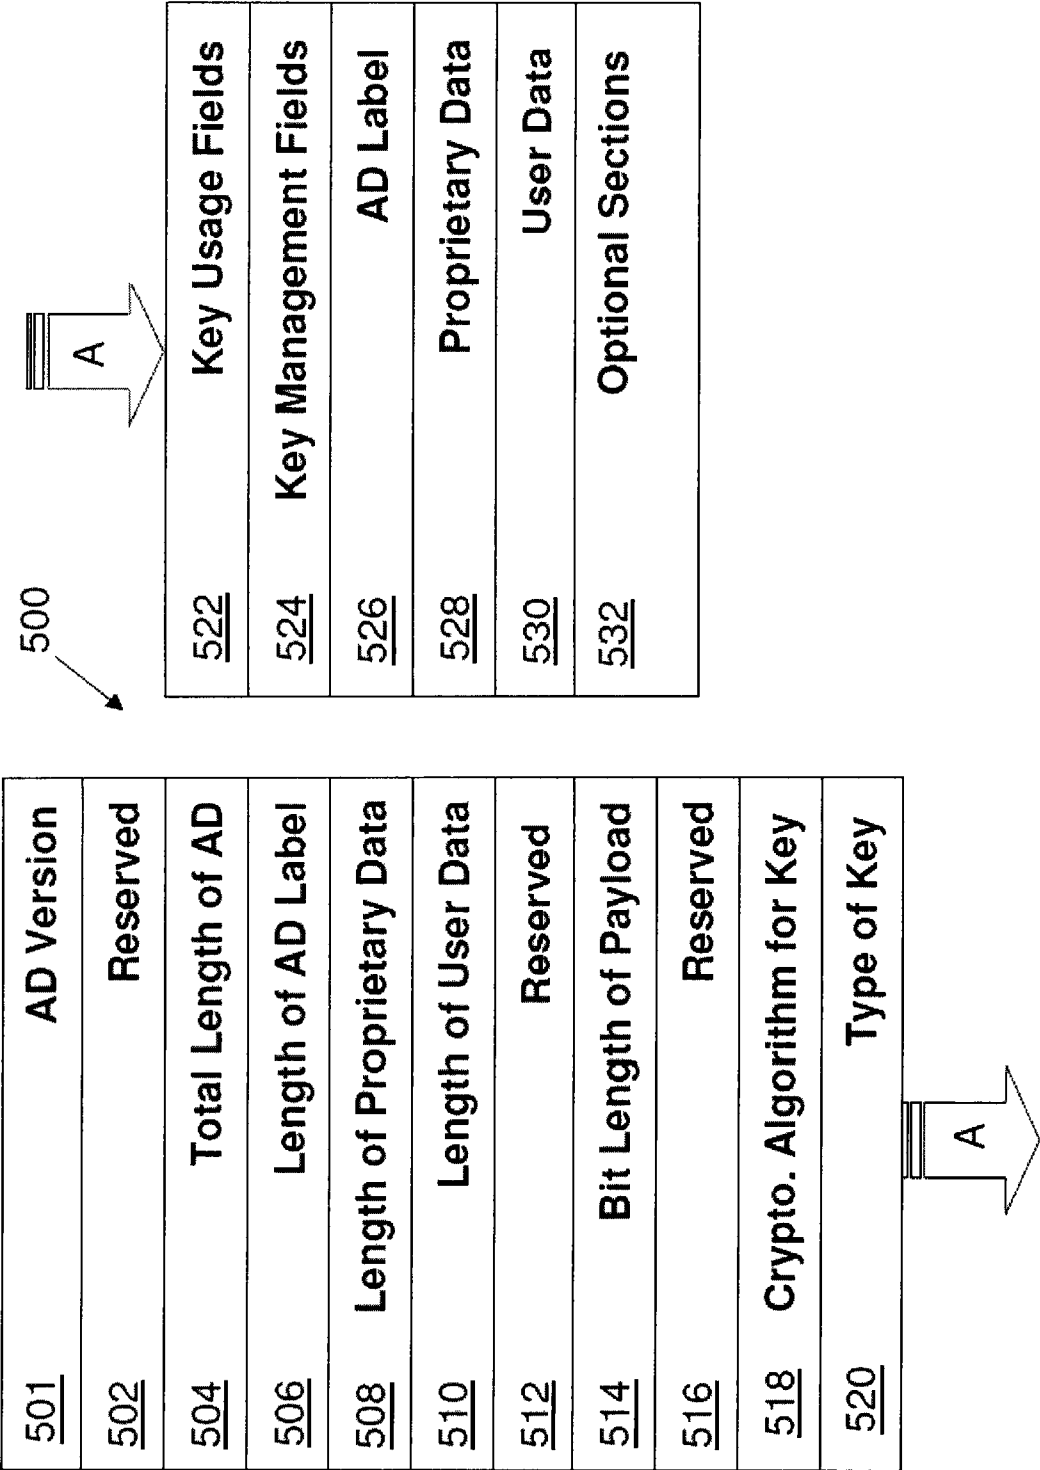 500
501 AD Version
502 Reserved
504 Total Length of AD
506 Length of AD Label
508 Length of Proprietary Data
510 Length of User Data
512 Reserved
514 Bit Length of Payload
516 Reserved
518 Crypto. Algorithm for Key
520 Type of Key
A
A
522 Key Usage Fields
524 Key Management Fields
526 AD Label
528 Proprietary Data
530 User Data
532 Optional Sections